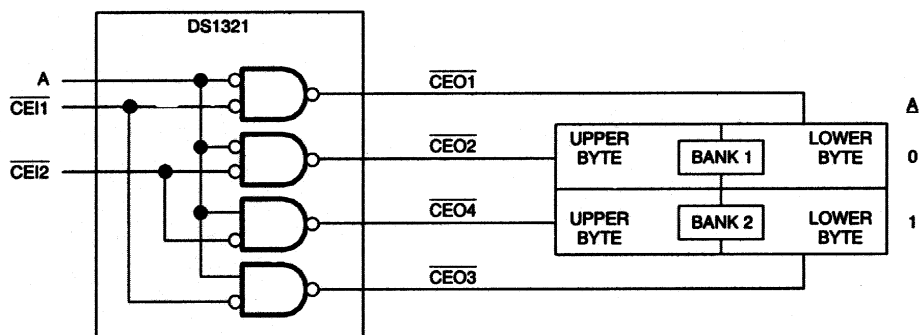 DS1321
A
CEI1
CEI2
CEO1
CEO2
CEO4
CEO3
A
UPPER BYTE
BANK 1
LOWER BYTE
0
UPPER BYTE
BANK 2
LOWER BYTE
1